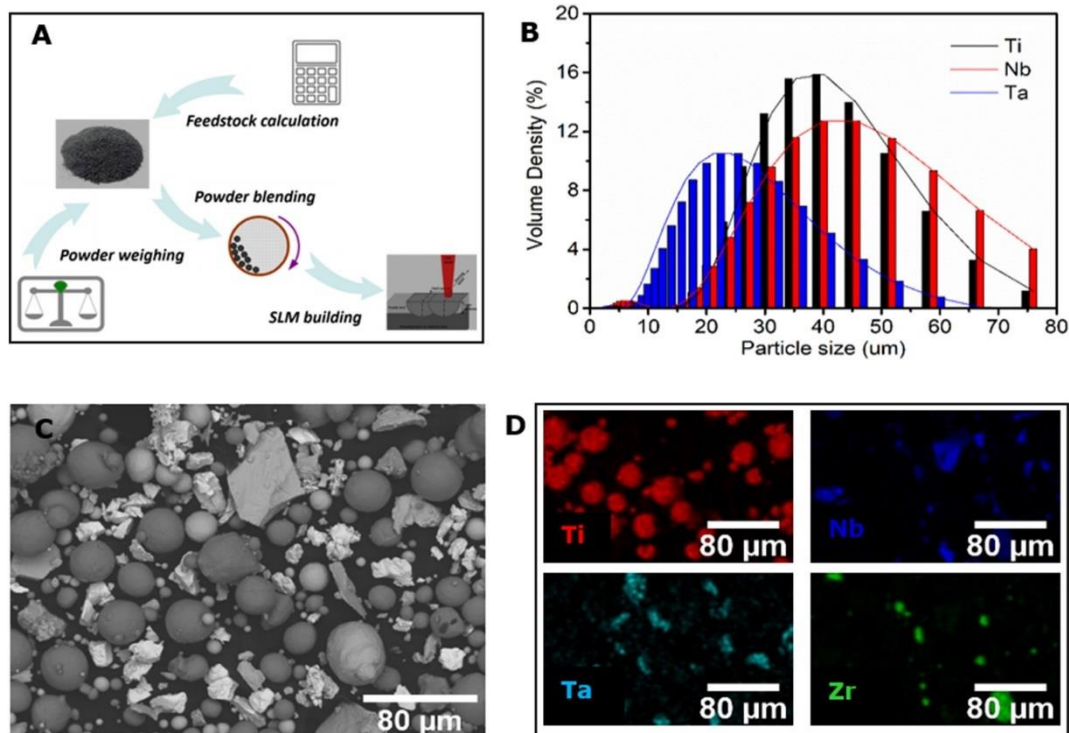 A
Feedstock calculation
Powder blending
Powder weighing
SLM building
B
Volume Density (%)
20
16
12
8
4
0
Ti
Nb
Ta
0 10 20 30 40 50 60 70 80
Particle size (um)
C
80 µm
D
Ti
80 µm
Nb
80 µm
Ta
80 µm
Zr
80 µm